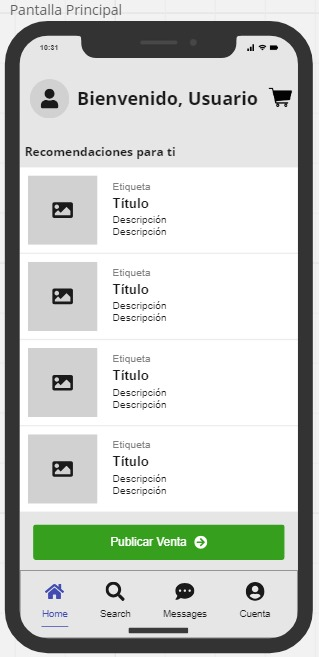 Pantalla Principal
10:31
Bienvenido, Usuario
Recomendaciones para ti
Etiqueta
Título
Descripción
Descripción
Etiqueta
Título
Descripción
Descripción
Etiqueta
Título
Descripción
Descripción
Etiqueta
Título
Descripción
Descripción
Publicar Venta
Home
Search
Messages
Cuenta